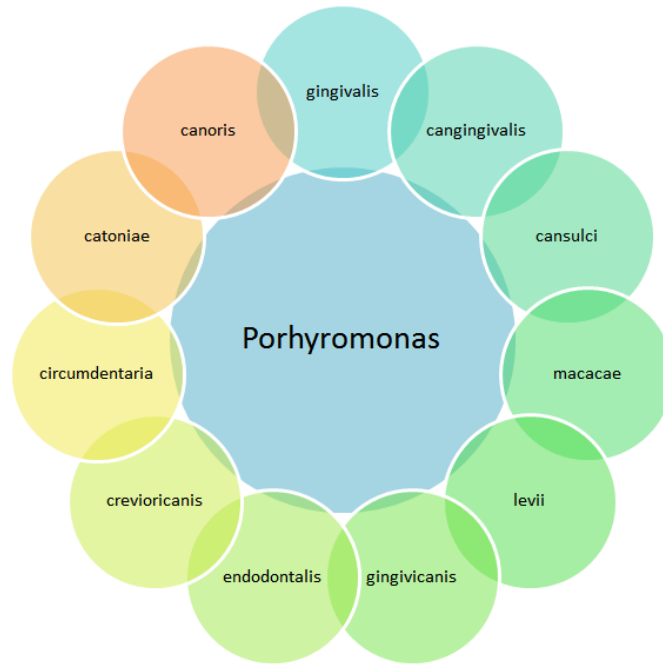 gingivalis
cangingivalis
cansulci
macacae
levii
gingivicanis
endodontalis
crevioricanis
circumdentaria
catoniae
canoris
Porhyromonas